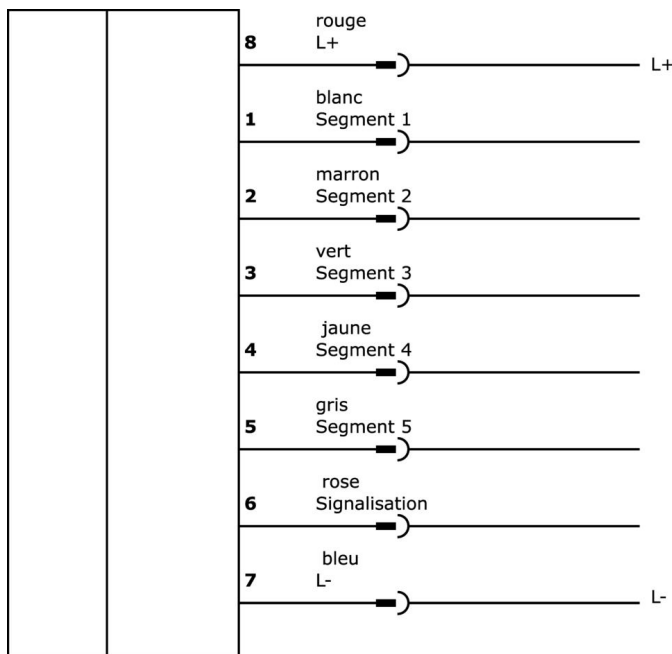 rouge
8 L+
L+
blanc
1 Segment 1
marron
2 Segment 2
vert
3 Segment 3
jaune
4 Segment 4
gris
5 Segment 5
rose
6 Signalisation
bleu
7 L-
L-